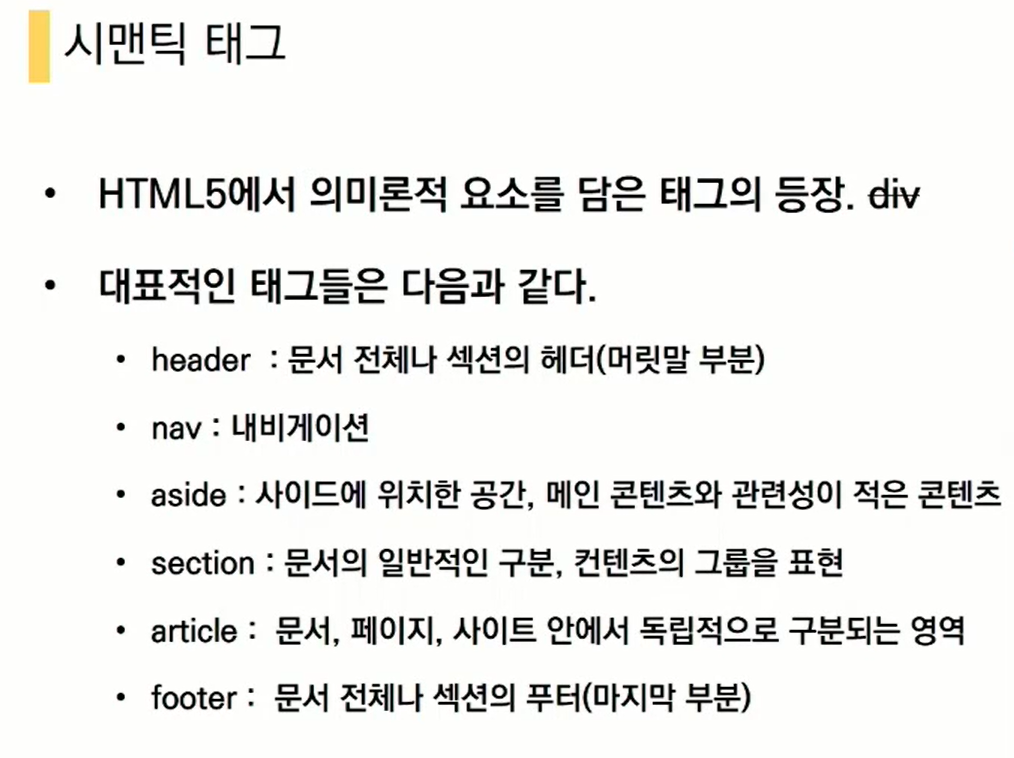 시맨틱 태그
• HTML5에서 의미론적 요소를 담은 태그의 등장. div
• 대표적인 태그들은 다음과 같다.
• header : 문서 전체나 섹션의 헤더(머릿말 부분)
• nav : 내비게이션
• aside : 사이드에 위치한 공간, 메인 콘텐츠와 관련성이 적은 콘텐츠
• section : 문서의 일반적인 구분, 컨텐츠의 그룹을 표현
• article : 문서, 페이지, 사이트 안에서 독립적으로 구분되는 영역
• footer : 문서 전체나 섹션의 푸터(마지막 부분)